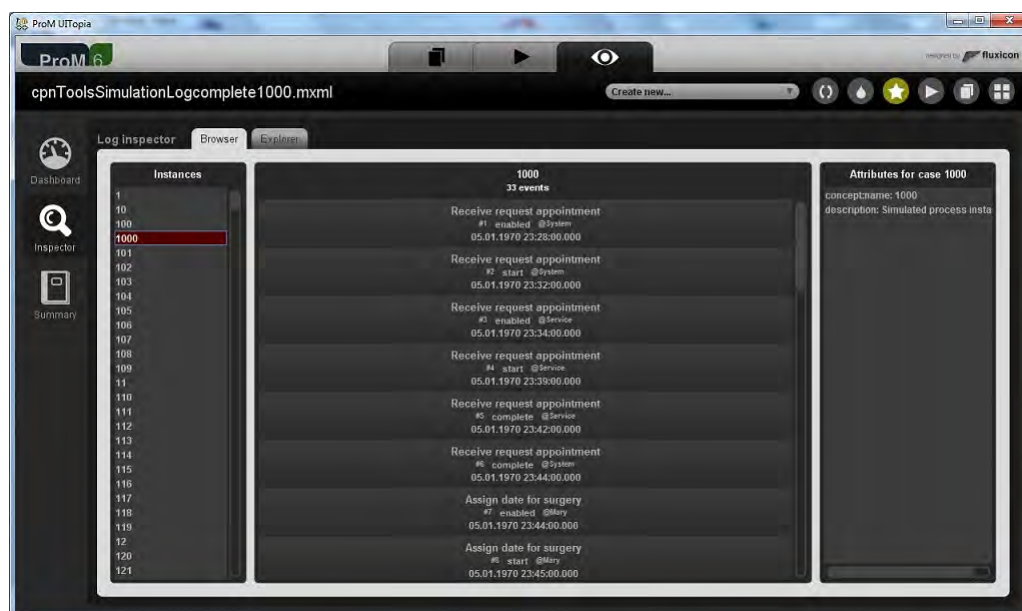 ProM UITopia
ProM 6
designed by fluxicon
cpnToolsSimulationLogcomplete1000.mxml
Create new...
Log inspector Browser Explorer
Dashboard
Inspector
Summary
Instances
1
10
100
1000
101
102
103
104
105
106
107
108
109
11
110
111
112
113
114
115
116
117
118
119
12
120
121
1000
33 events
Receive request appointment
#1 enabled @System
05.01.1970 23:28:00.000
Receive request appointment
#2 start @System
05.01.1970 23:32:00.000
Receive request appointment
#3 enabled @Service
05.01.1970 23:34:00.000
Receive request appointment
#4 start @Service
05.01.1970 23:39:00.000
Receive request appointment
#5 complete @Service
05.01.1970 23:42:00.000
Receive request appointment
#6 complete @System
05.01.1970 23:44:00.000
Assign date for surgery
#7 enabled @Mary
05.01.1970 23:44:00.000
Assign date for surgery
#8 start @Mary
05.01.1970 23:45:00.000
Attributes for case 1000
concept:name: 1000
description: Simulated process insta